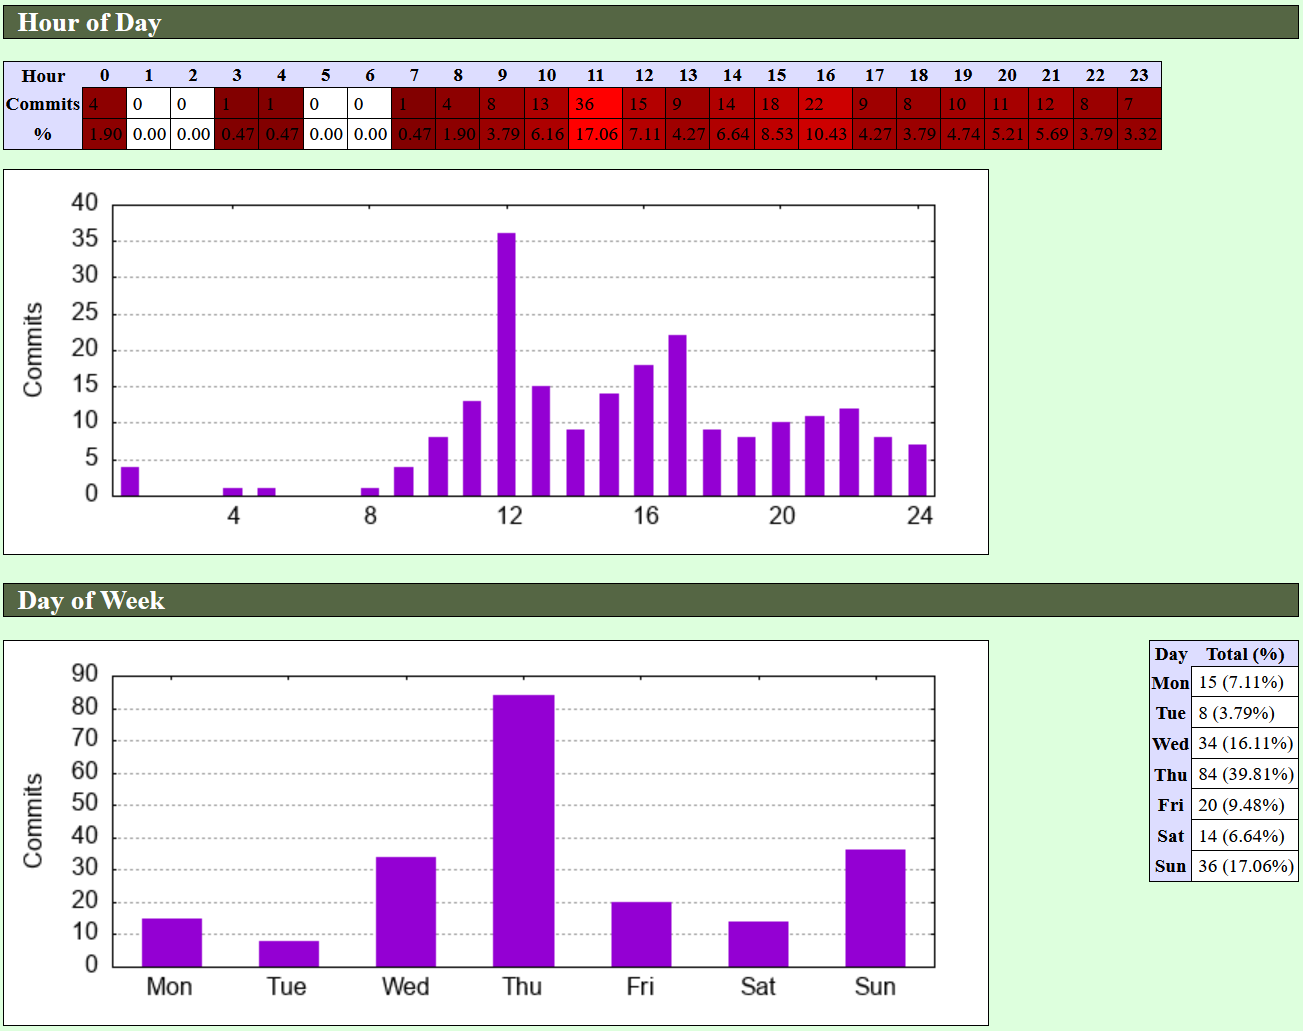 Hour of Day
Hour 0 1 2 3 4 5 6 7 8 9 10 11 12 13 14 15 16 17 18 19 20 21 22 23
Commits 4 0 0 1 1 0 0 1 4 8 13 36 15 9 14 18 22 9 8 10 11 12 8 7
% 1.90 0.00 0.00 0.47 0.47 0.00 0.00 0.47 1.90 3.79 6.16 17.06 7.11 4.27 6.64 8.53 10.43 4.27 3.79 4.74 5.21 5.69 3.79 3.32
40
35
30
25
20
15
10
5
0
Commits
4 8 12 16 20 24
Day of Week
90
80
70
60
50
40
30
20
10
0
Commits
Mon Tue Wed Thu Fri Sat Sun
Day Total (%)
Mon 15 (7.11%)
Tue 8 (3.79%)
Wed 34 (16.11%)
Thu 84 (39.81%)
Fri 20 (9.48%)
Sat 14 (6.64%)
Sun 36 (17.06%)